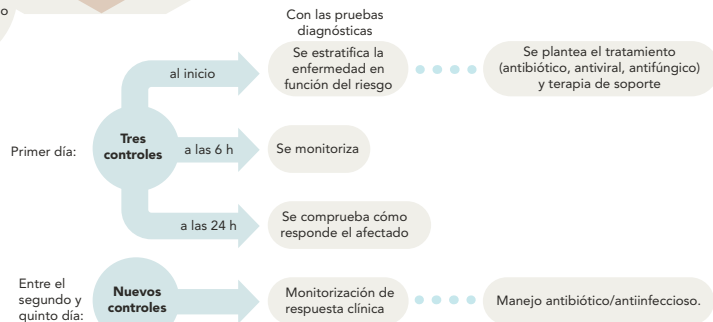 o
Con las pruebas
diagnósticas
al inicio
Se estratifica la
enfermedad en
función del riesgo
Se plantea el tratamiento
(antibiótico, antiviral, antifúngico)
y terapia de soporte
Primer día:
Tres
controles
a las 6 h
Se monitoriza
a las 24 h
Se comprueba cómo
responde el afectado
Entre el
segundo y
quinto día:
Nuevos
controles
Monitorización de
respuesta clínica
Manejo antibiótico/antiinfeccioso.